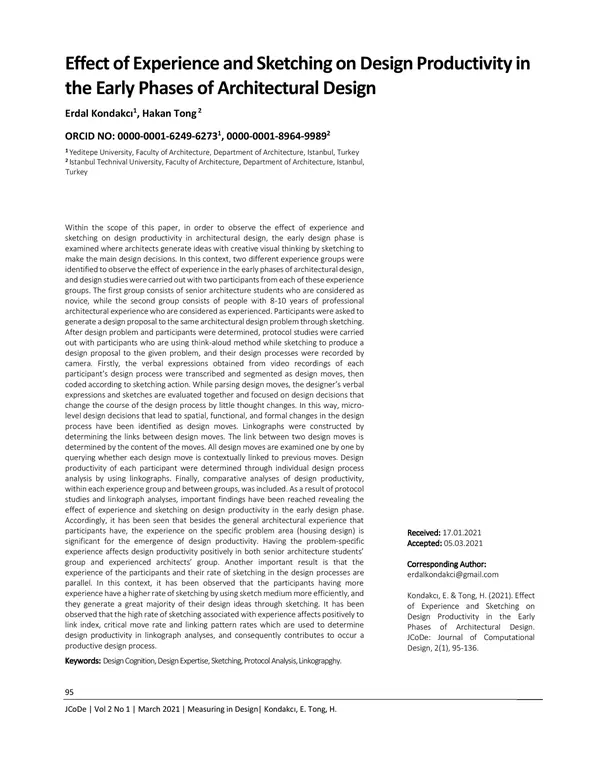 Effect of Experience and Sketching on Design Productivity in
the Early Phases of Architectural Design
Erdal Kondakcı1, Hakan Tong 2
ORCID NO: 0000-0001-6249-62731, 0000-0001-8964-99892
1 Yeditepe University, Faculty of Architecture, Department of Architecture, Istanbul, Turkey
2 Istanbul Technival University, Faculty of Architecture, Department of Architecture, Istanbul,
Turkey
Within the scope of this paper, in order to observe the effect of experience and
sketching on design productivity in architectural design, the early design phase is
examined where architects generate ideas with creative visual thinking by sketching to
make the main design decisions. In this context, two different experience groups were
identified to observe the effect of experience in the early phases of architectural design,
and design studies were carried out with two participants from each of these experience
groups. The first group consists of senior architecture students who are considered as
novice, while the second group consists of people with 8-10 years of professional
architectural experience who are considered as experienced. Participants were asked to
generate a design proposal to the same architectural design problem through sketching.
After design problem and participants were determined, protocol studies were carried
out with participants who are using think-aloud method while sketching to produce a
design proposal to the given problem, and their design processes were recorded by
camera. Firstly, the verbal expressions obtained from video recordings of each
participant's design process were transcribed and segmented as design moves, then
coded according to sketching action. While parsing design moves, the designer's verbal
expressions and sketches are evaluated together and focused on design decisions that
change the course of the design process by little thought changes. In this way, micro-
level design decisions that lead to spatial, functional, and formal changes in the design
process have been identified as design moves. Linkographs were constructed by
determining the links between design moves. The link between two design moves is
determined by the content of the move. All design moves are examined one by one by
querying whether each design move is contextually linked to previous moves. Design
productivity of each participant were determined through individual design process
analysis by using linkographs. Finally, comparative analyses of design productivity,
within each experience group and between groups, was included. As a result of protocol
studies and linkograph analyses, important findings have been reached revealing the
effect of experience and sketching on design productivity in the early design phase.
Accordingly, it has been seen that besides the general architectural experience that
participants have, the experience on the specific problem area (housing design) is
significant for the emergence of design productivity. Having the problem-specific
experience affects design productivity positively in both senior architecture students'
group and experienced architects' group. Another important result is that the
experience of the participants and their rate of sketching in the design processes are
parallel. In this context, it has been observed that the participants having more
experience have a higher rate of sketching by using sketch medium more efficiently, and
they generate a great majority of their design ideas through sketching. It has been
observed that the high rate of sketching associated with experience affects positively to
link index, critical move rate and linking pattern rates which are used to determine
design productivity in linkograph analyses, and consequently contributes to occur a
productive design process.
Keywords: Design Cognition, Design Expertise, Sketching, Protocol Analysis, Linkograpghy.
Received: 17.01.2021
Accepted: 05.03.2021
Corresponding Author:
erdalkondakci@gmail.com
Kondakcı, E. & Tong, H. (2021). Effect
of Experience and Sketching on
Design Productivity in the Early
Phases of Architectural Design.
JCoDe: Journal of Computational
Design, 2(1), 95-136.
95
JCoDe | Vol 2 No 1 | March 2021 | Measuring in Design| Kondakcı, E. Tong, H.